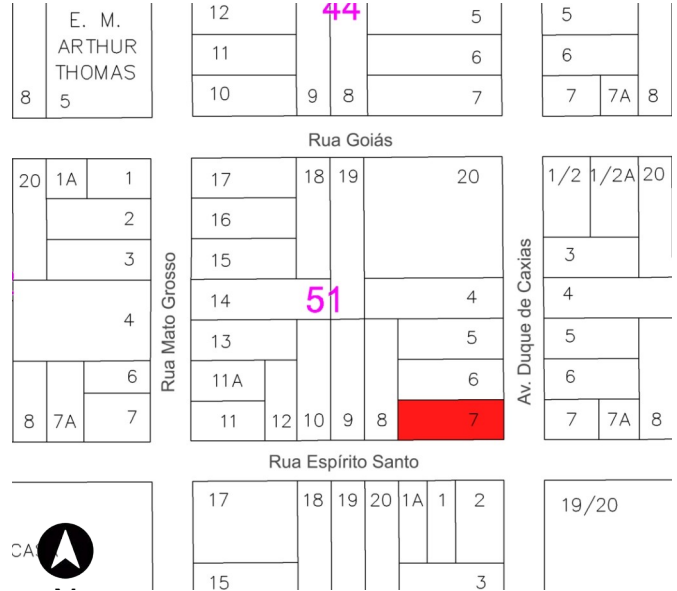 E. M.
ARTHUR
THOMAS
8 5
12 44 5
11 6
10 9 8 7
5
6
7 7A 8
Rua Goiás
20 1A 1
2
3
4
6
8 7A 7
Rua Mato Grosso
17 18 19 20
16
15
14 51 4
13 5
11A 6
11 12 10 9 8 7
Av. Duque de Caxias
1/2 1/2A 20
3
4
5
6
7 7A 8
Rua Espírito Santo
17 18 19 20 1A 1 2
15 3
19/20